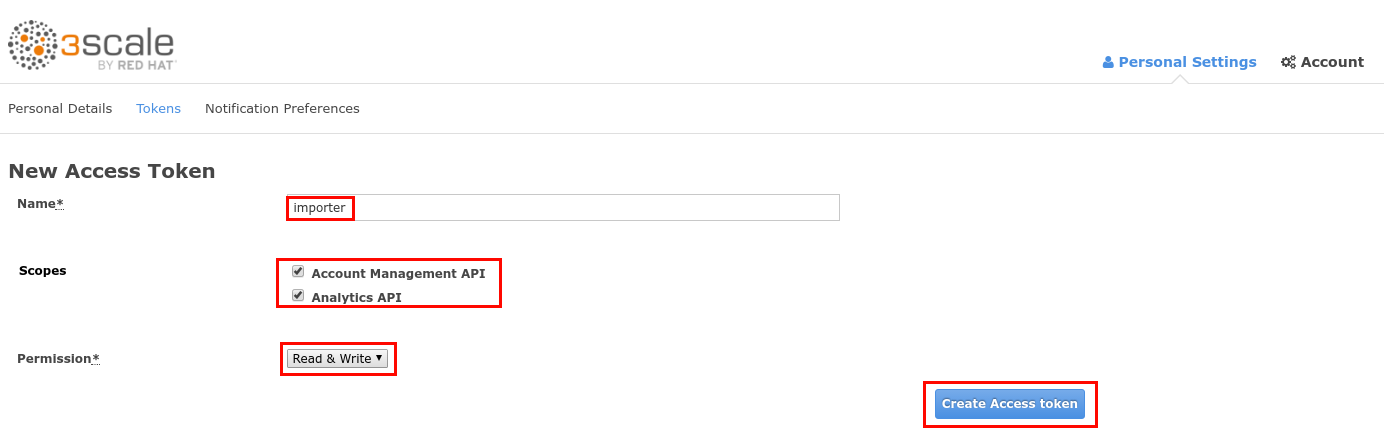 3scale
BY RED HAT
Personal Settings Account
Personal Details Tokens Notification Preferences
New Access Token
Name* importer
Scopes Account Management API
Analytics API
Permission* Read & Write
Create Access token